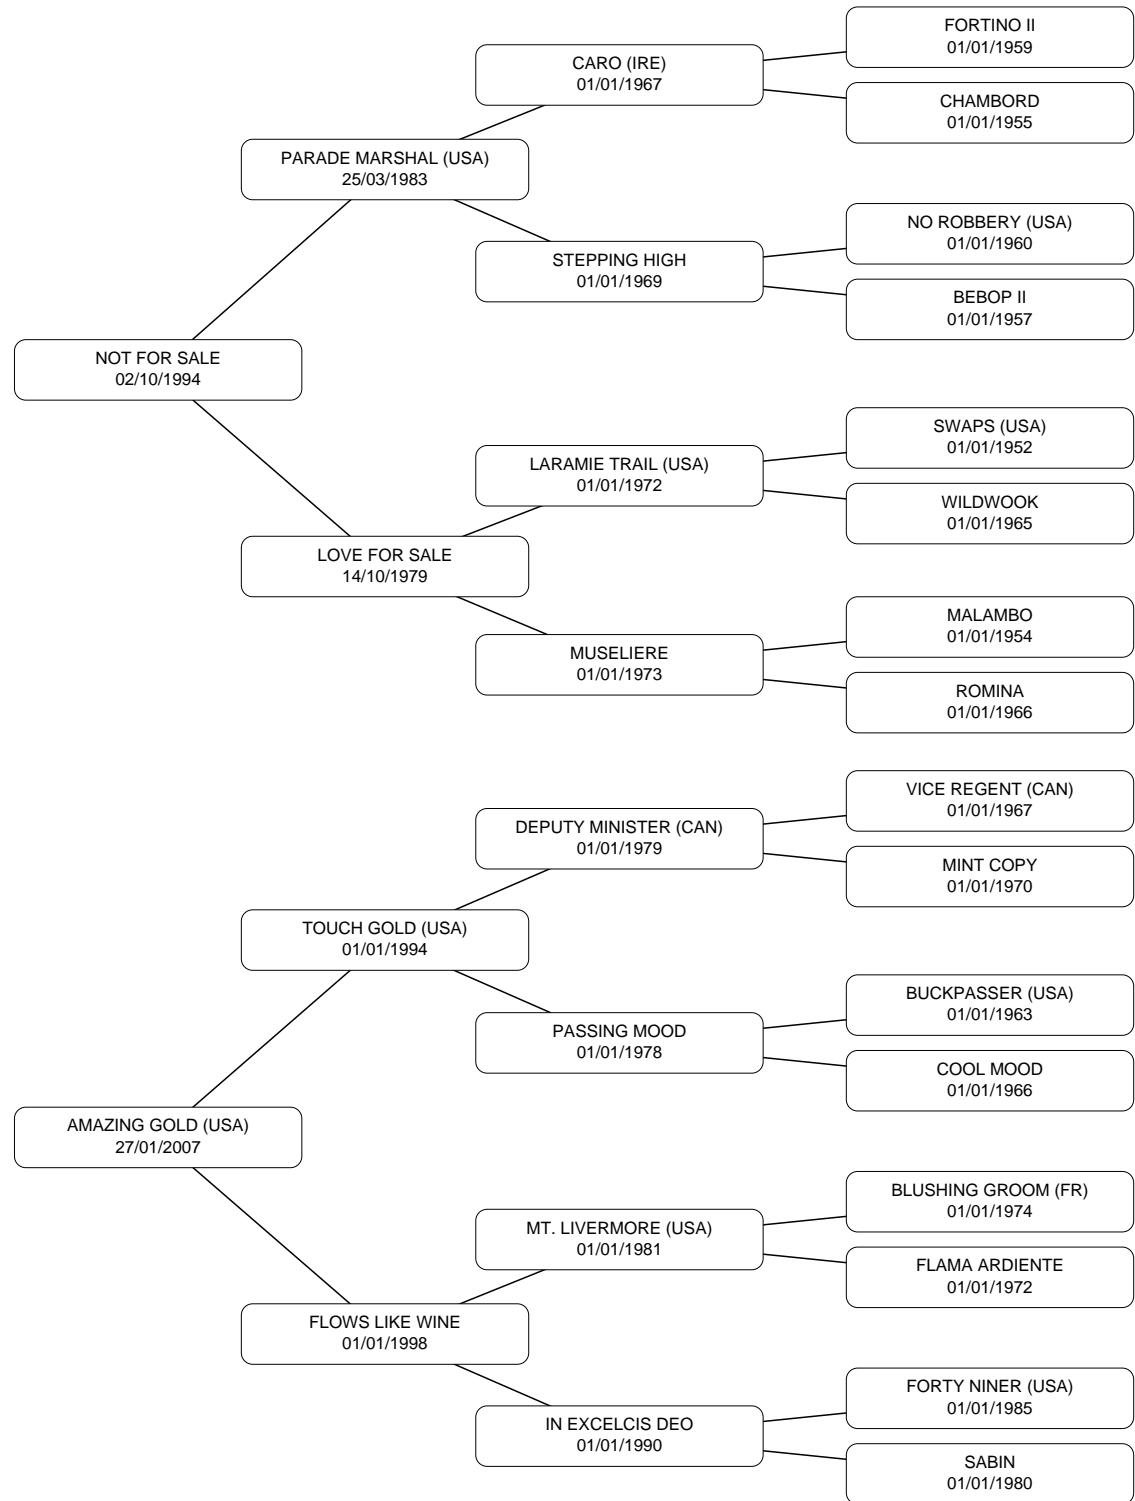 FORTINO II
01/01/1959
CARO (IRE)
01/01/1967
CHAMBORD
01/01/1955
PARADE MARSHAL (USA)
25/03/1983
NO ROBBERY (USA)
01/01/1960
STEPPING HIGH
01/01/1969
BEBOP II
01/01/1957
NOT FOR SALE
02/10/1994
SWAPS (USA)
01/01/1952
LARAMIE TRAIL (USA)
01/01/1972
WILDWOOK
01/01/1965
LOVE FOR SALE
14/10/1979
MALAMBO
01/01/1954
MUSELIERE
01/01/1973
ROMINA
01/01/1966
VICE REGENT (CAN)
01/01/1967
DEPUTY MINISTER (CAN)
01/01/1979
MINT COPY
01/01/1970
TOUCH GOLD (USA)
01/01/1994
BUCKPASSER (USA)
01/01/1963
PASSING MOOD
01/01/1978
COOL MOOD
01/01/1966
AMAZING GOLD (USA)
27/01/2007
BLUSHING GROOM (FR)
01/01/1974
MT. LIVERMORE (USA)
01/01/1981
FLAMA ARDIENTE
01/01/1972
FLOWS LIKE WINE
01/01/1998
FORTY NINER (USA)
01/01/1985
IN EXCELCIS DEO
01/01/1990
SABIN
01/01/1980